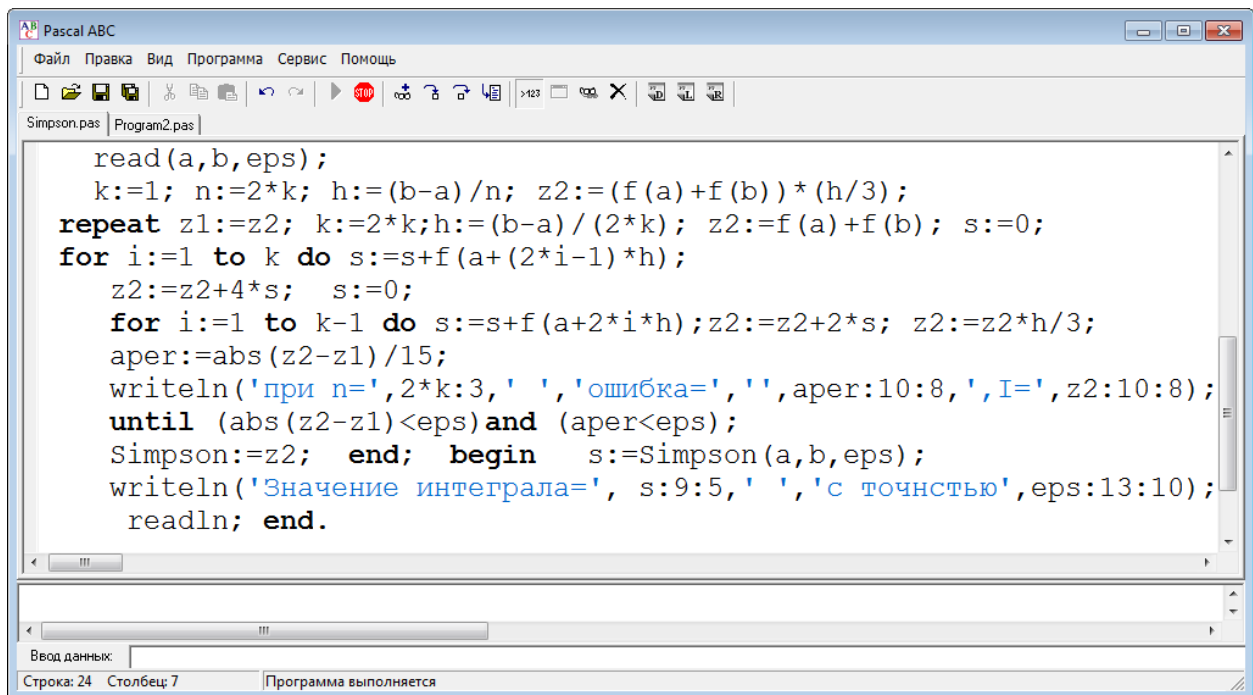 Pascal ABC
Файл Правка Вид Программа Сервис Помощь
Simpson.pas Program2.pas
read(a,b,eps);
k:=1; n:=2*k; h:=(b-a)/n; z2:=(f(a)+f(b))*(h/3);
repeat z1:=z2; k:=2*k;h:=(b-a)/(2*k); z2:=f(a)+f(b); s:=0;
for i:=1 to k do s:=s+f(a+(2*i-1)*h);
z2:=z2+4*s; s:=0;
for i:=1 to k-1 do s:=s+f(a+2*i*h);z2:=z2+2*s; z2:=z2*h/3;
aper:=abs(z2-z1)/15;
writeln('при n=',2*k:3,' ','ошибка=','',aper:10:8,',I=',z2:10:8);
until (abs(z2-z1)<eps)and (aper<eps);
Simpson:=z2; end; begin s:=Simpson(a,b,eps);
writeln('Значение интеграла=', s:9:5,' ','с точнстью',eps:13:10);
readln; end.
Ввод данных:
Строка: 24 Столбец: 7 Программа выполняется